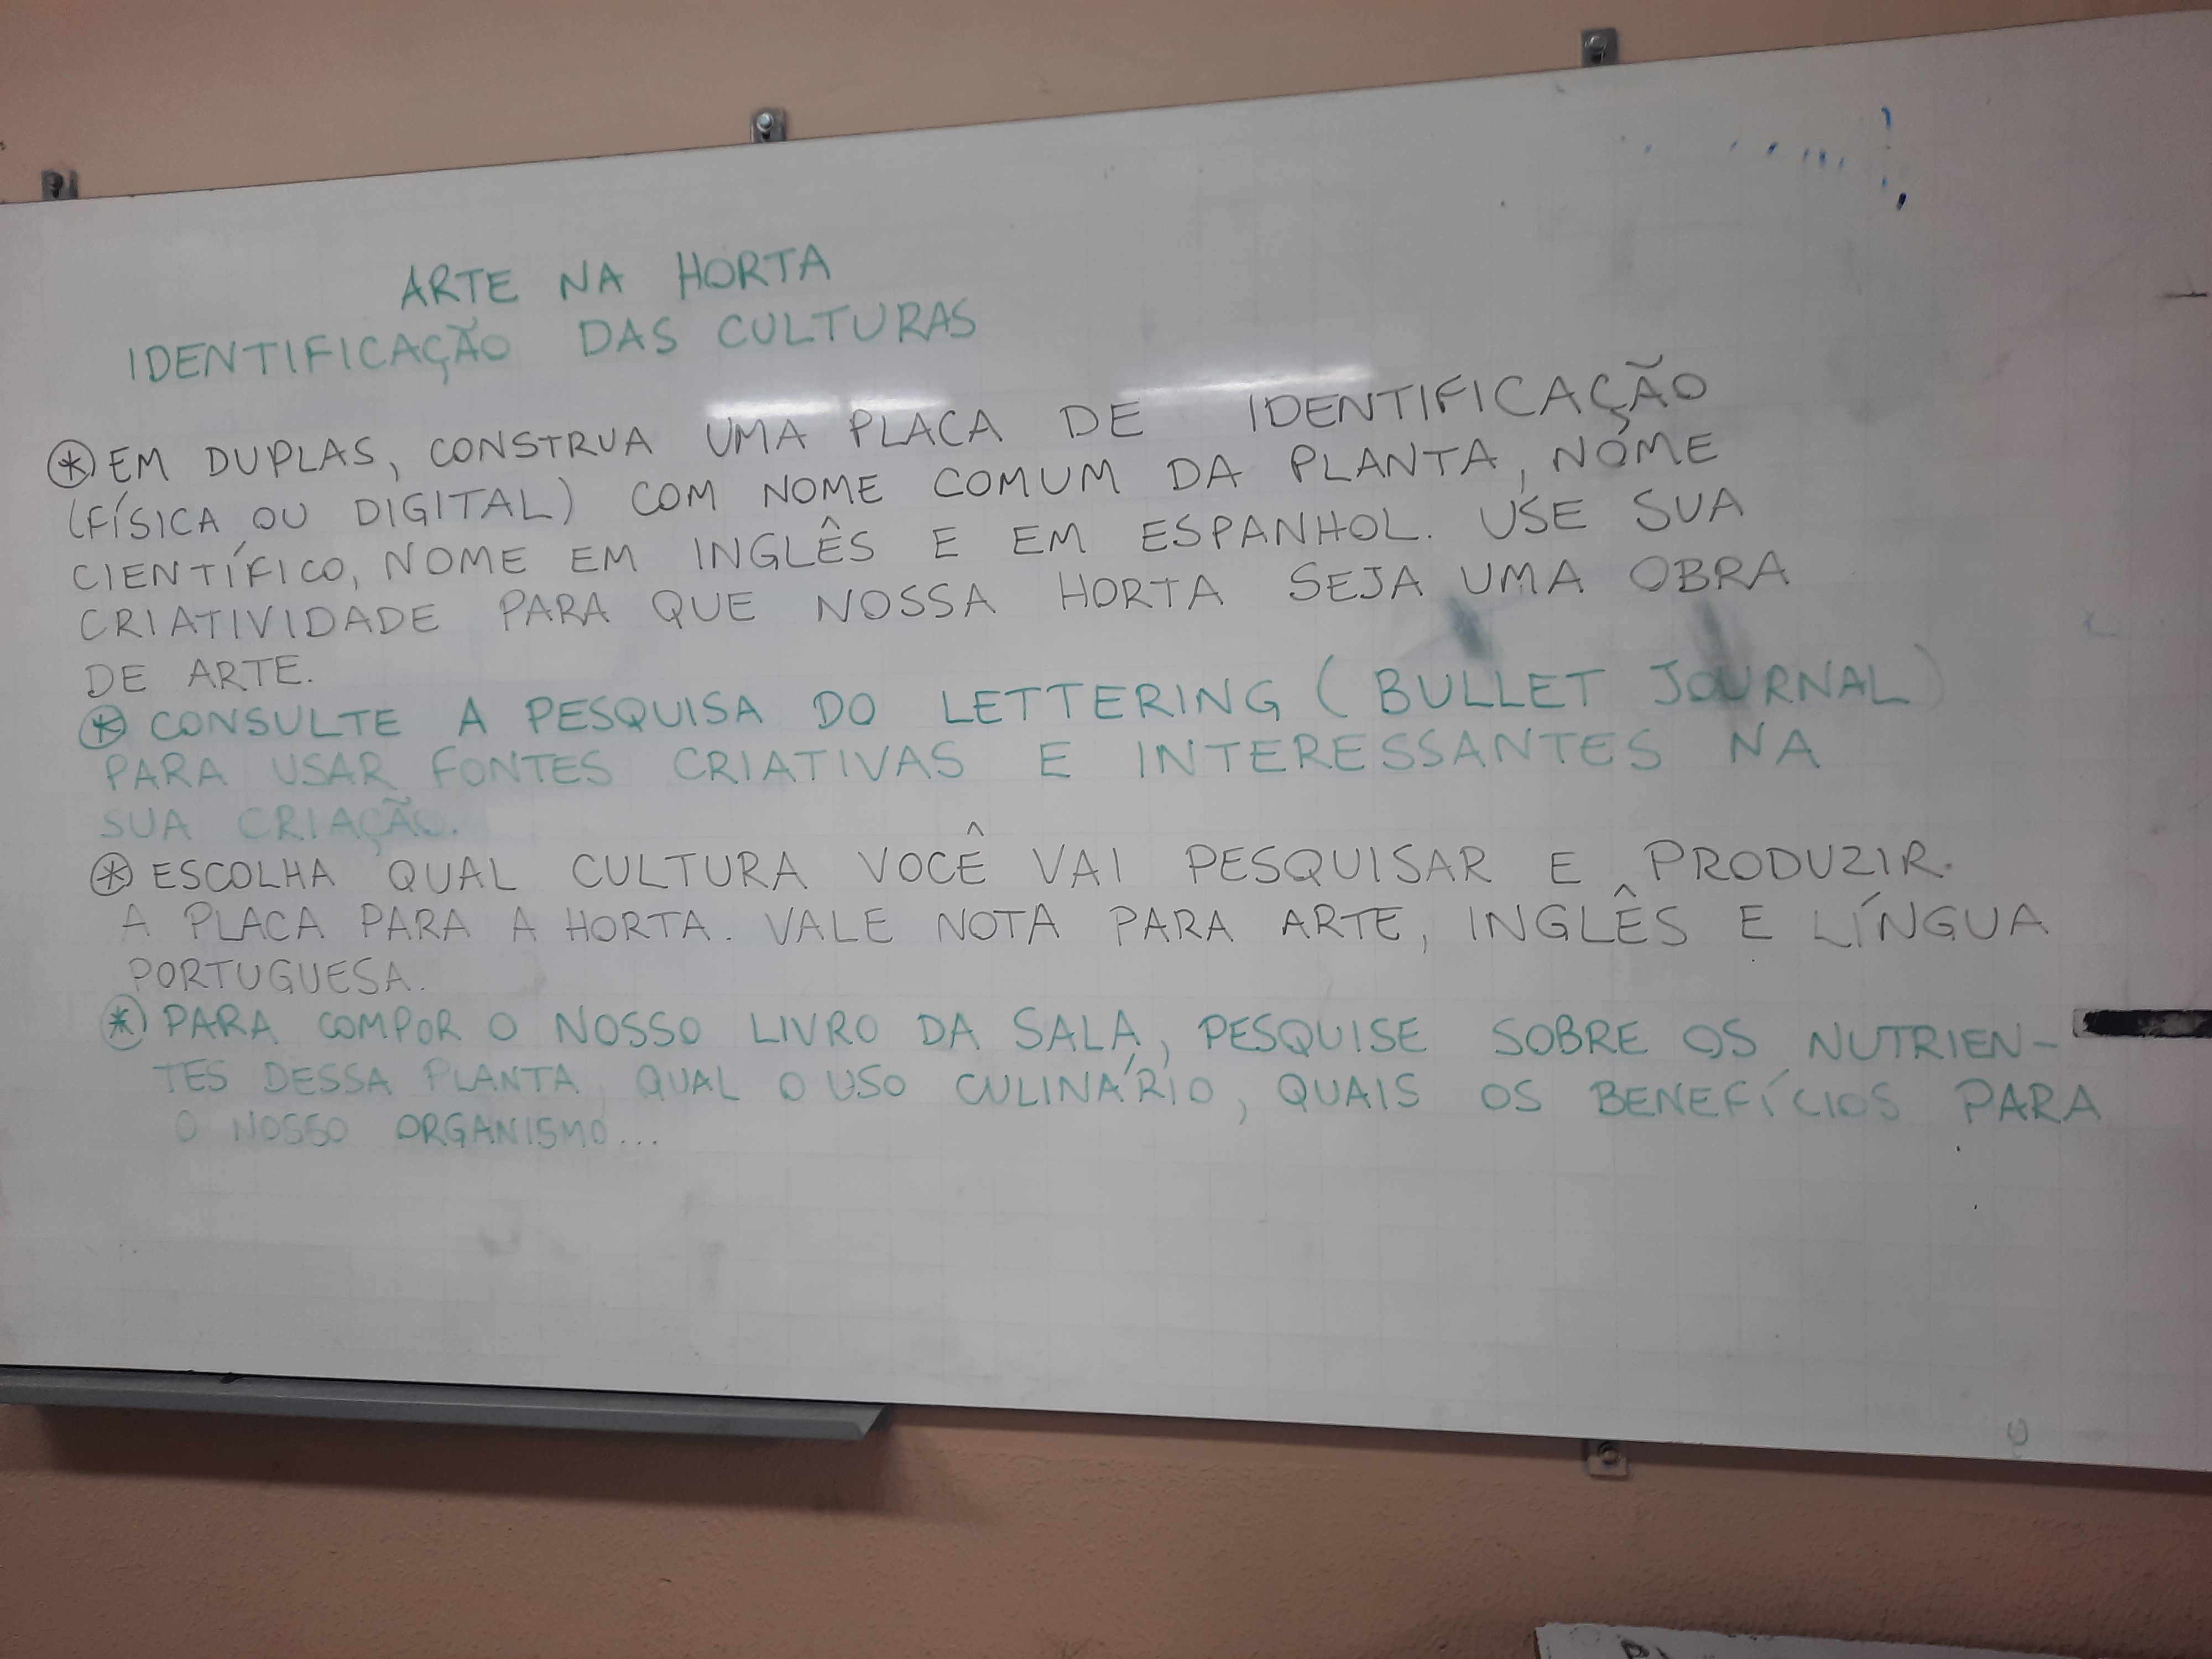 ARTE NA HORTA
IDENTIFICAÇÃO DAS CULTURAS
⊛ EM DUPLAS, CONSTRUA UMA PLACA DE IDENTIFICAÇÃO
(FÍSICA OU DIGITAL) COM NOME COMUM DA PLANTA, NOME
CIENTÍFICO, NOME EM INGLÊS E EM ESPANHOL. USE SUA
CRIATIVIDADE PARA QUE NOSSA HORTA SEJA UMA OBRA
DE ARTE.
⊛ CONSULTE A PESQUISA DO LETTERING (BULLET JOURNAL)
PARA USAR FONTES CRIATIVAS E INTERESSANTES NA
SUA CRIAÇÃO.
⊛ ESCOLHA QUAL CULTURA VOCÊ VAI PESQUISAR E PRODUZIR.
A PLACA PARA A HORTA. VALE NOTA PARA ARTE, INGLÊS E LÍNGUA
PORTUGUESA.
⊛ PARA COMPOR O NOSSO LIVRO DA SALA, PESQUISE SOBRE OS NUTRIEN-
TES DESSA PLANTA, QUAL O USO CULINÁRIO, QUAIS OS BENEFÍCIOS PARA
O NOSSO ORGANISMO...